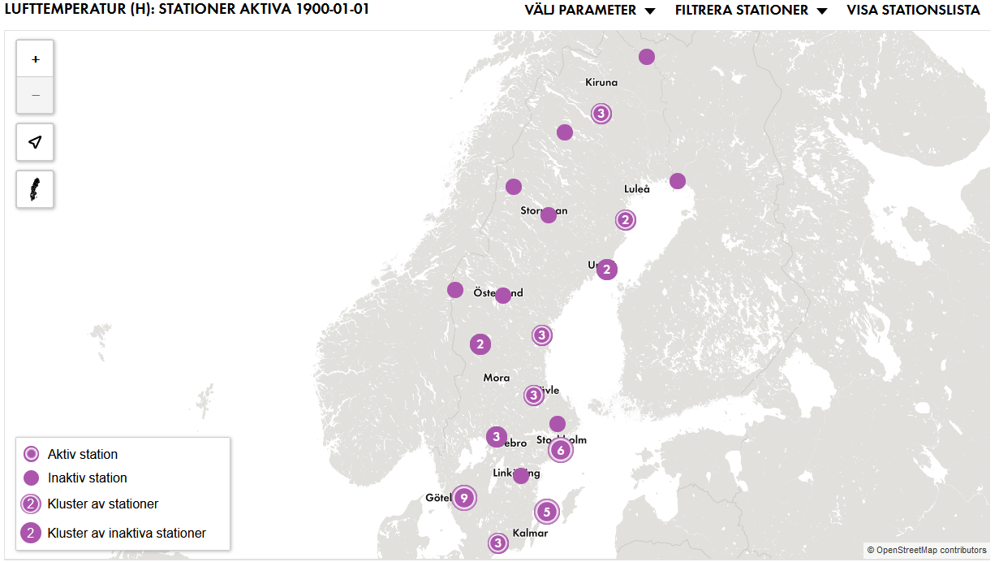 LUFTTEMPERATUR (H): STATIONER AKTIVA 1900-01-01
VÄLJ PARAMETER
FILTRERA STATIONER
VISA STATIONSLISTA
+
−
Kiruna
3
Luleå
2
2
3
2
Mora
3
3
6
9
5
Kalmar
3
Aktiv station
Inaktiv station
2 Kluster av stationer
2 Kluster av inaktiva stationer
© OpenStreetMap contributors